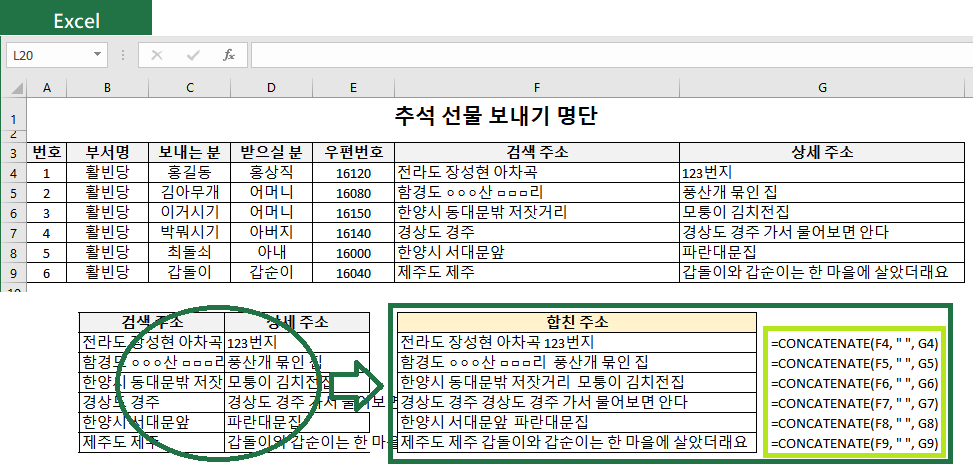 Excel
L20 fx
A B C D E F G
1 추석 선물 보내기 명단
2
3 번호 부서명 보내는 분 받으실 분 우편번호 검색 주소 상세 주소
4 1 활빈당 홍길동 홍상직 16120 전라도 장성현 아차곡 123번지
5 2 활빈당 김아무개 어머니 16080 함경도 ㅇㅇㅇ산 ㅁㅁㅁ리 풍산개 묶인 집
6 3 활빈당 이거시기 어머니 16150 한양시 동대문밖 저잣거리 모퉁이 김치전집
7 4 활빈당 박뭐시기 아버지 16140 경상도 경주 경상도 경주 가서 물어보면 안다
8 5 활빈당 최돌쇠 아내 16000 한양시 서대문앞 파란대문집
9 6 활빈당 갑돌이 갑순이 16040 제주도 제주 갑돌이와 갑순이는 한 마을에 살았더래요
검색 주소 상세 주소 합친 주소
전라도 장성현 아차곡 123번지 전라도 장성현 아차곡 123번지 =CONCATENATE(F4, " ", G4)
함경도 ㅇㅇㅇ산 ㅁㅁㅁ리 풍산개 묶인 집 함경도 ㅇㅇㅇ산 ㅁㅁㅁ리 풍산개 묶인 집 =CONCATENATE(F5, " ", G5)
한양시 동대문밖 저잣 모퉁이 김치전집 한양시 동대문밖 저잣거리 모퉁이 김치전집 =CONCATENATE(F6, " ", G6)
경상도 경주 경상도 경주 가서 물어보면 경상도 경주 경상도 경주 가서 물어보면 안다 =CONCATENATE(F7, " ", G7)
한양시 서대문앞 파란대문집 한양시 서대문앞 파란대문집 =CONCATENATE(F8, " ", G8)
제주도 제주 갑돌이와 갑순이는 한 마을 제주도 제주 갑돌이와 갑순이는 한 마을에 살았더래요 =CONCATENATE(F9, " ", G9)